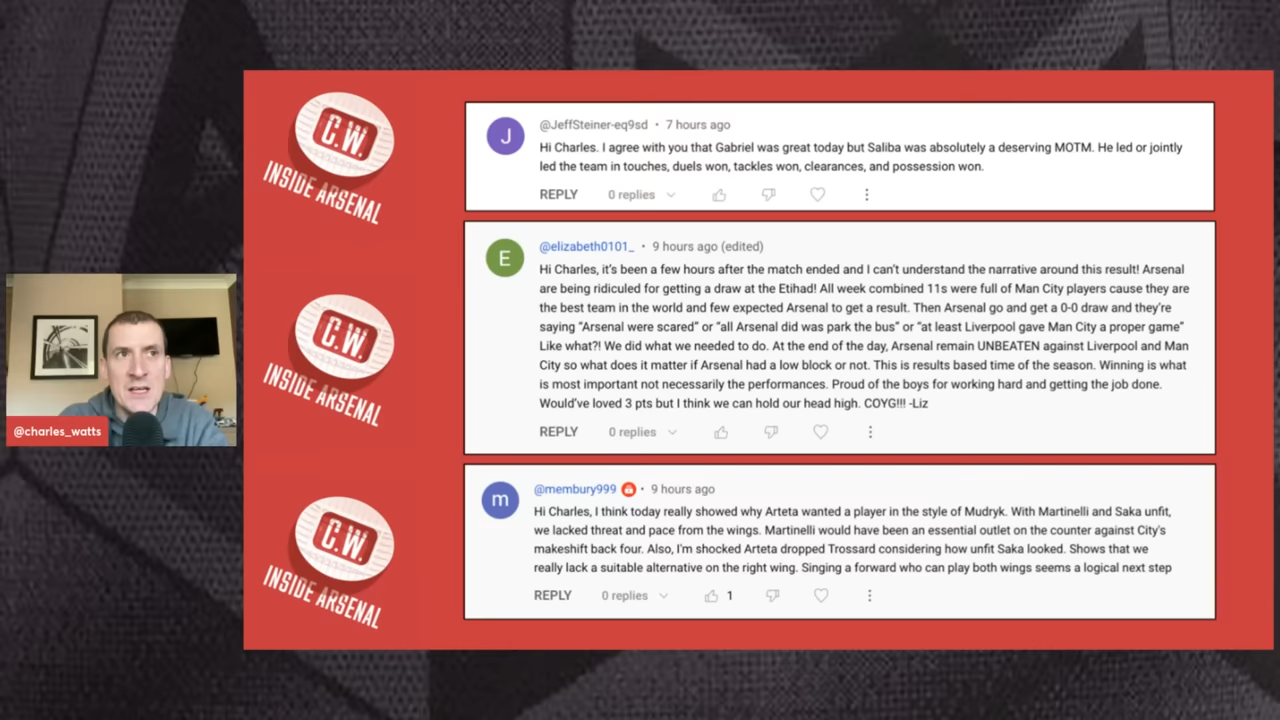 C.W.
INSIDE ARSENAL
J
@JeffSteiner-eq9sd • 7 hours ago
Hi Charles. I agree with you that Gabriel was great today but Saliba was absolutely a deserving MOTM. He led or jointly
led the team in touches, duels won, tackles won, clearances, and possession won.
REPLY 0 replies
C.W.
INSIDE ARSENAL
E
@elizabeth0101_ • 9 hours ago (edited)
Hi Charles, it's been a few hours after the match ended and I can't understand the narrative around this result! Arsenal
are being ridiculed for getting a draw at the Etihad! All week combined 11s were full of Man City players cause they are
the best team in the world and few expected Arsenal to get a result. Then Arsenal go and get a 0-0 draw and they're
saying “Arsenal were scared” or “all Arsenal did was park the bus” or “at least Liverpool gave Man City a proper game”
Like what?! We did what we needed to do. At the end of the day, Arsenal remain UNBEATEN against Liverpool and Man
City so what does it matter if Arsenal had a low block or not. This is results based time of the season. Winning is what
is most important not necessarily the performances. Proud of the boys for working hard and getting the job done.
Would've loved 3 pts but I think we can hold our head high. COYG!!! -Liz
REPLY 0 replies
@charles_watts
C.W.
INSIDE ARSENAL
m
@membury999 • 9 hours ago
Hi Charles, I think today really showed why Arteta wanted a player in the style of Mudryk. With Martinelli and Saka unfit,
we lacked threat and pace from the wings. Martinelli would have been an essential outlet on the counter against City's
makeshift back four. Also, I'm shocked Arteta dropped Trossard considering how unfit Saka looked. Shows that we
really lack a suitable alternative on the right wing. Singing a forward who can play both wings seems a logical next step
REPLY 0 replies 1